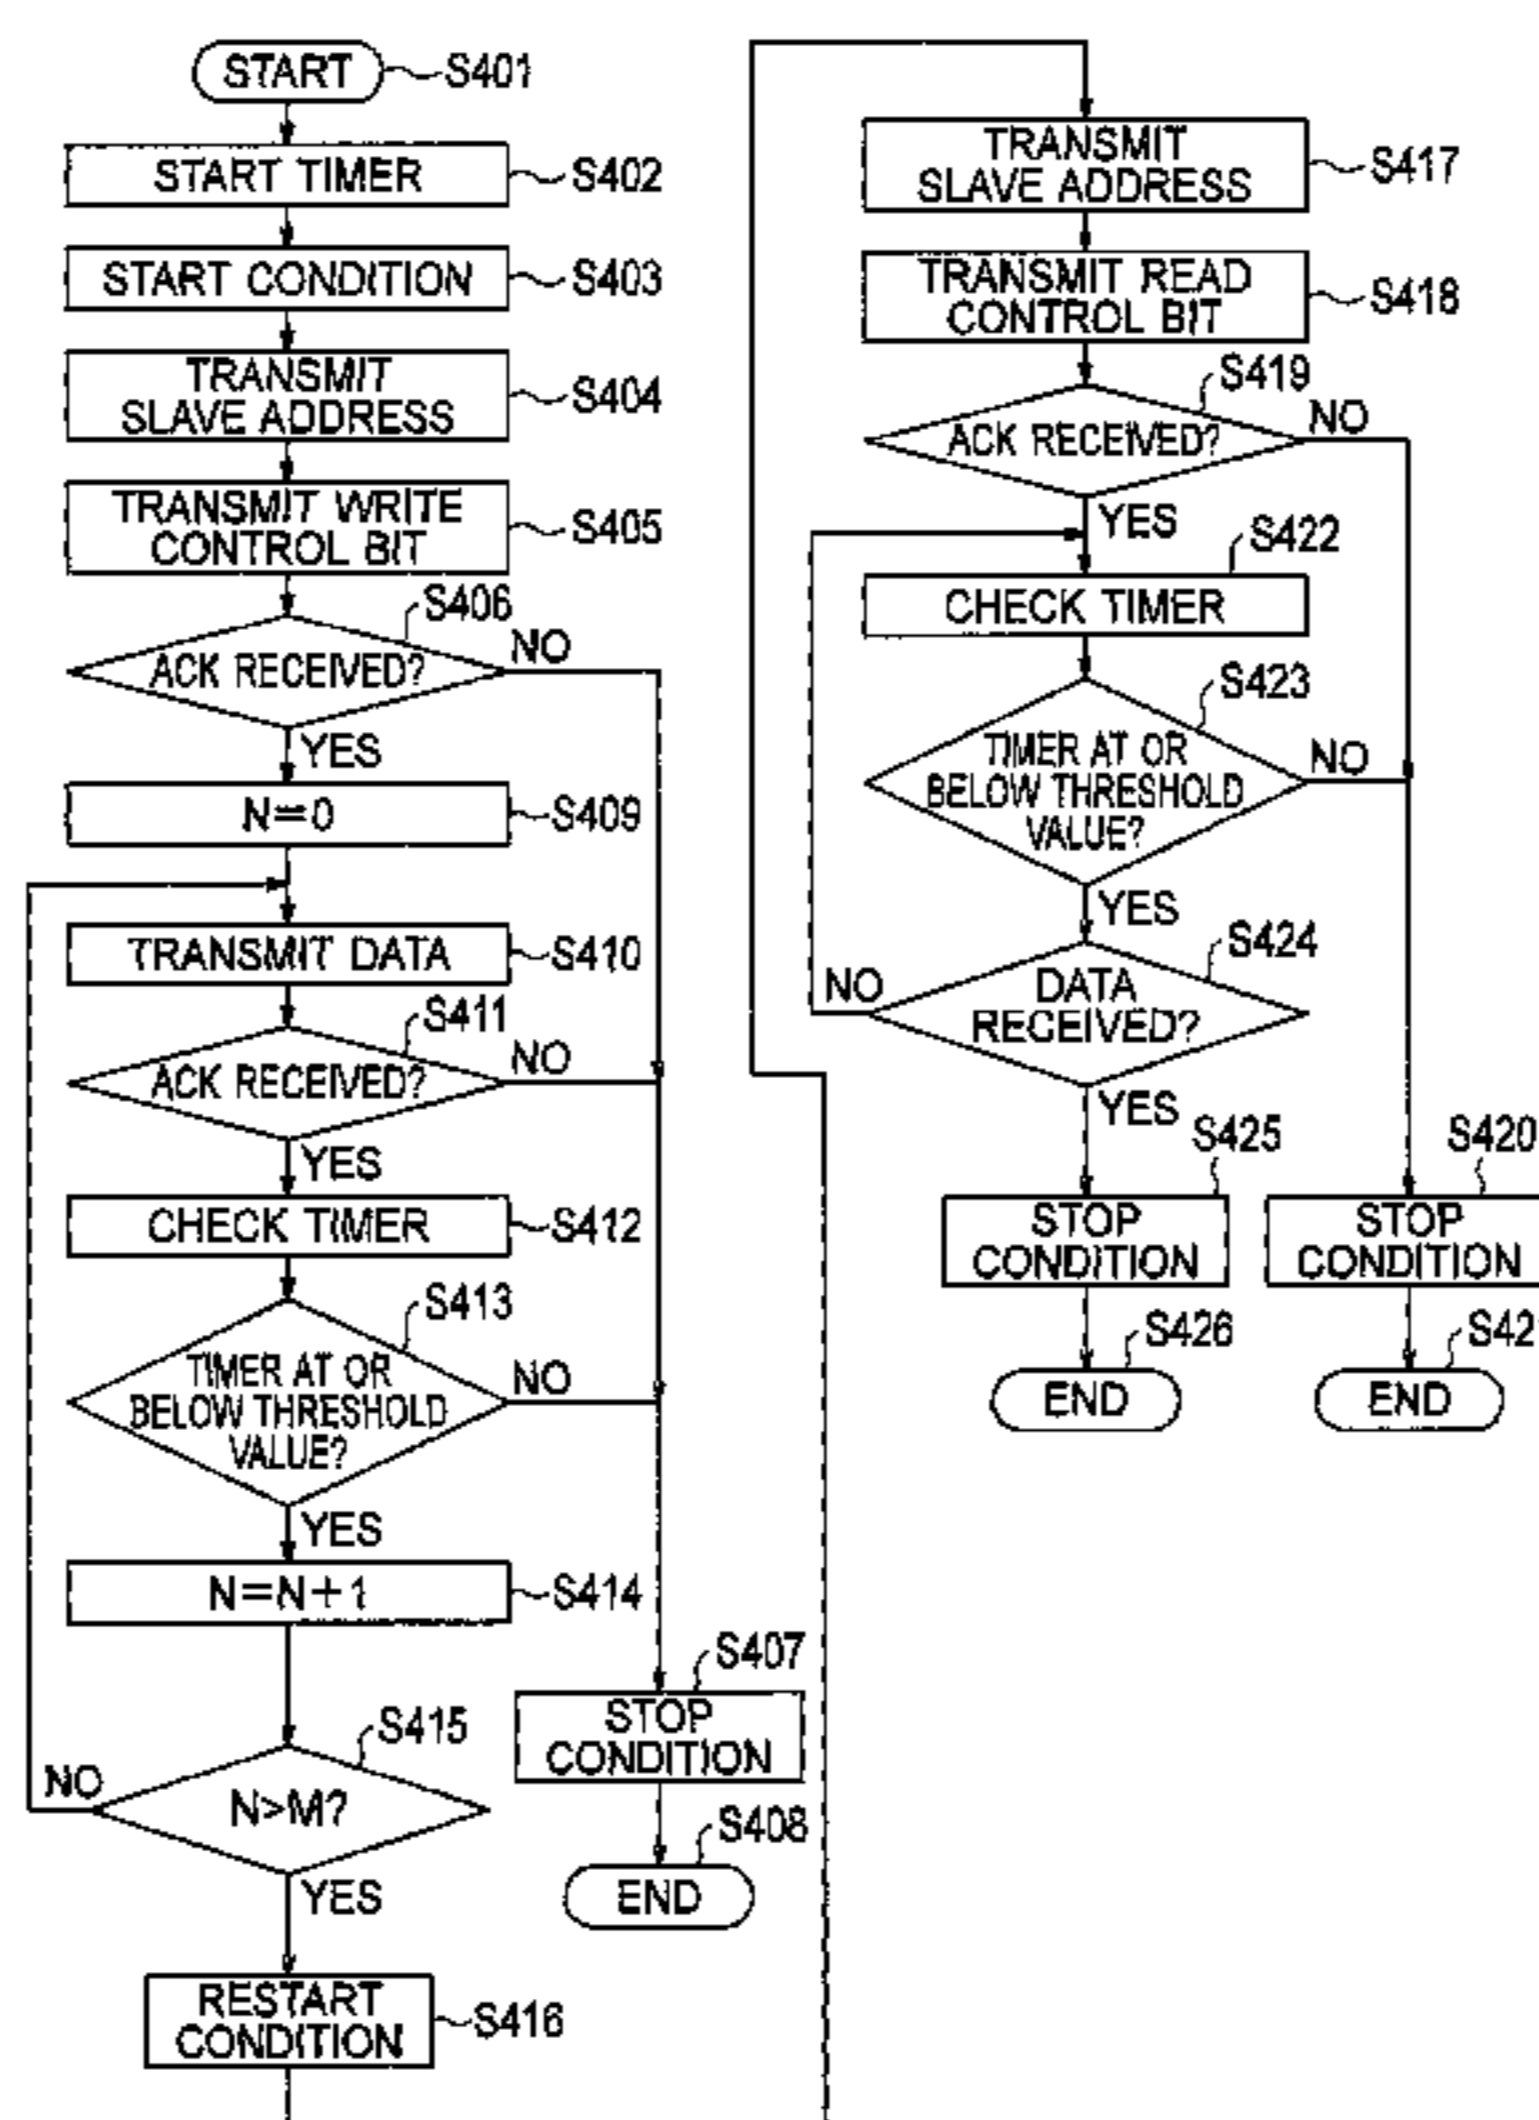 START
S401
START TIMER
S402
START CONDITION
S403
TRANSMIT
SLAVE ADDRESS
S404
TRANSMIT WRITE
CONTROL BIT
S405
S406
ACK RECEIVED?
NO
YES
N=0
S409
TRANSMIT DATA
S410
S411
ACK RECEIVED?
NO
YES
CHECK TIMER
S412
S413
TIMER AT OR
BELOW THRESHOLD
VALUE?
NO
YES
N=N+1
S414
S407
STOP
CONDITION
S415
N>M?
NO
S408
END
YES
RESTART
CONDITION
S416
TRANSMIT
SLAVE ADDRESS
S417
TRANSMIT READ
CONTROL BIT
S418
S419
ACK RECEIVED?
NO
YES
S422
CHECK TIMER
S423
TIMER AT OR
BELOW THRESHOLD
VALUE?
NO
YES
S424
DATA
RECEIVED?
NO
YES
S425
STOP
CONDITION
S420
STOP
CONDITION
S426
END
S421
END